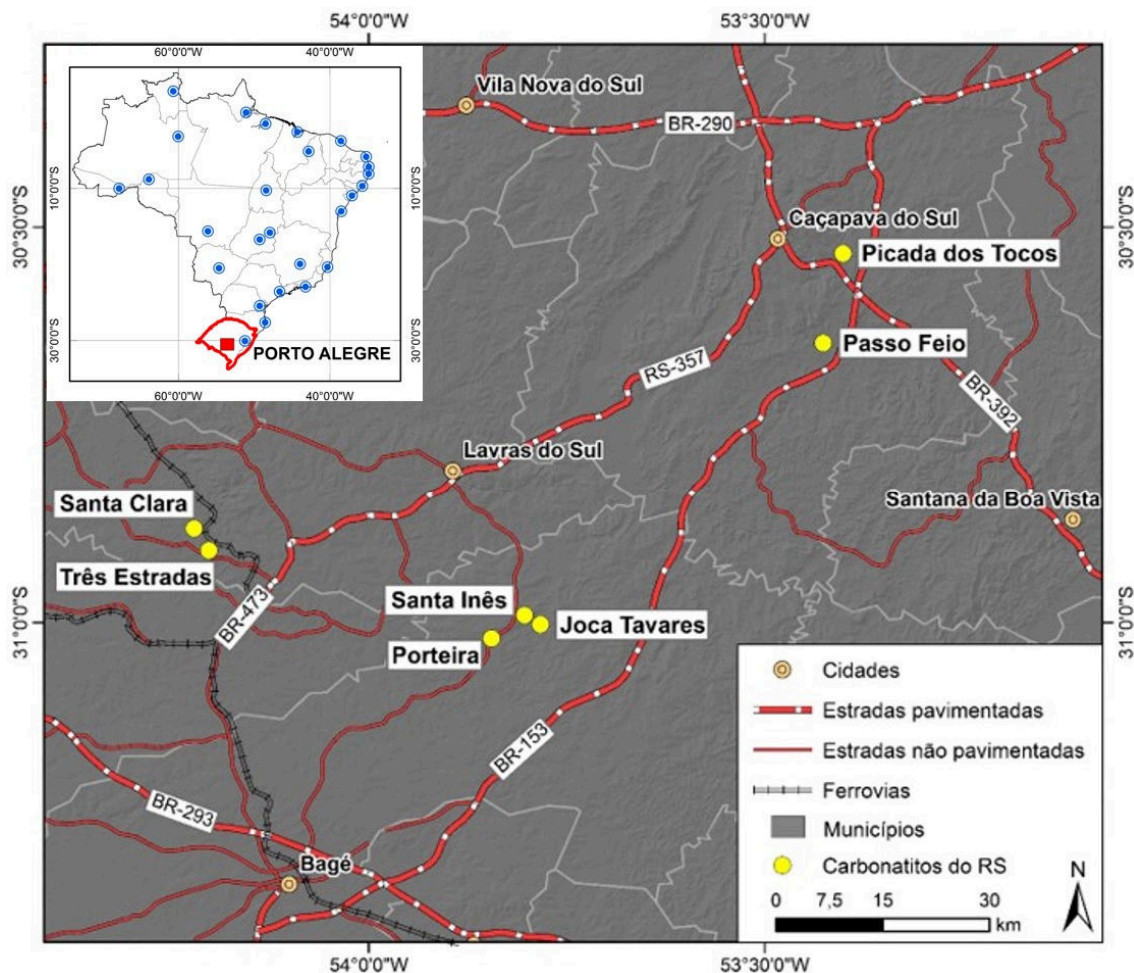 54°0'0"W
53°30'0"W
60°0'0"W
40°0'0"W
10°0'0"S
10°0'0"S
30°0'0"S
30°0'0"S
PORTO ALEGRE
60°0'0"W
40°0'0"W
Vila Nova do Sul
BR-290
30°30'0"S
30°30'0"S
Caçapava do Sul
Picada dos Tocos
Passo Feio
RS-357
BR-392
Lavras do Sul
Santana da Boa Vista
Santa Clara
Três Estradas
BR-473
Santa Inês
Joca Tavares
Porteira
31°0'0"S
31°0'0"S
BR-153
BR-293
Bagé
Cidades
Estradas pavimentadas
Estradas não pavimentadas
Ferrovias
Municípios
Carbonatitos do RS
N
0 7,5 15 30
km
54°0'0"W
53°30'0"W